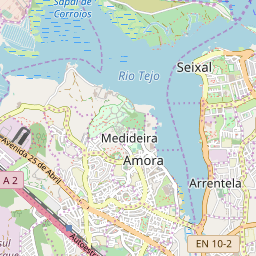 Sapal de
Corroios
Rio Tejo
Seixal
Medideira
Amora
Avenida 25 de Abril
Arrentela
A 2
EN 10-2